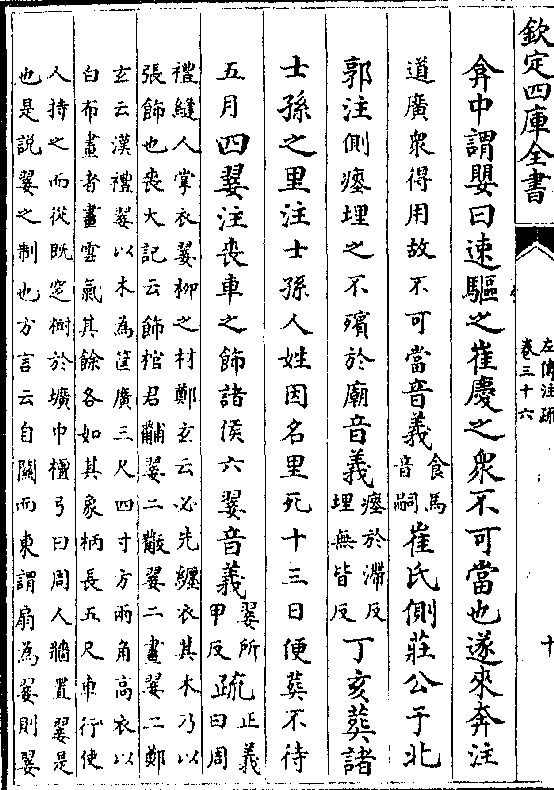 欽定四庫全書
左傳注疏
卷三十六
十
弇中謂嬰曰速驅之崔慶之衆不可當也遂來奔注
道廣衆得用故不可當音義食馬音嗣崔氏側莊公于北
郭注側瘞埋之不殯於廟音義瘞於滯反埋無皆反丁亥葬諸
士孫之里注士孫人姓因名里死十三日便葬不待
五月四翣注喪車之飾諸侯六翣音義翣所甲反疏正義曰周
禮縫人掌衣翣柳之材鄭玄云必先纏衣其木乃以
張飾也喪大記云飾棺君黼翣二黻翣二畫翣二鄭
玄云漢禮翣以木為筐廣三尺四寸方兩角高衣以
白布畫者畫雲氣其餘各如其象柄長五尺車行使
人持之而從既窆樹於壙中檀弓曰周人牆置翣是
也是說翣之制也方言云自關而東謂扇為翣則翣